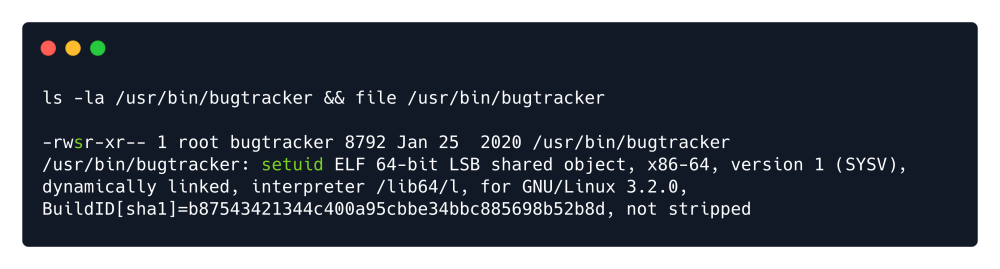 ls -la /usr/bin/bugtracker && file /usr/bin/bugtracker
-rwsr-xr-- 1 root bugtracker 8792 Jan 25  2020 /usr/bin/bugtracker
/usr/bin/bugtracker: setuid ELF 64-bit LSB shared object, x86-64, version 1 (SYSV),
dynamically linked, interpreter /lib64/l, for GNU/Linux 3.2.0,
BuildID[sha1]=b87543421344c400a95cbbe34bbc885698b52b8d, not stripped